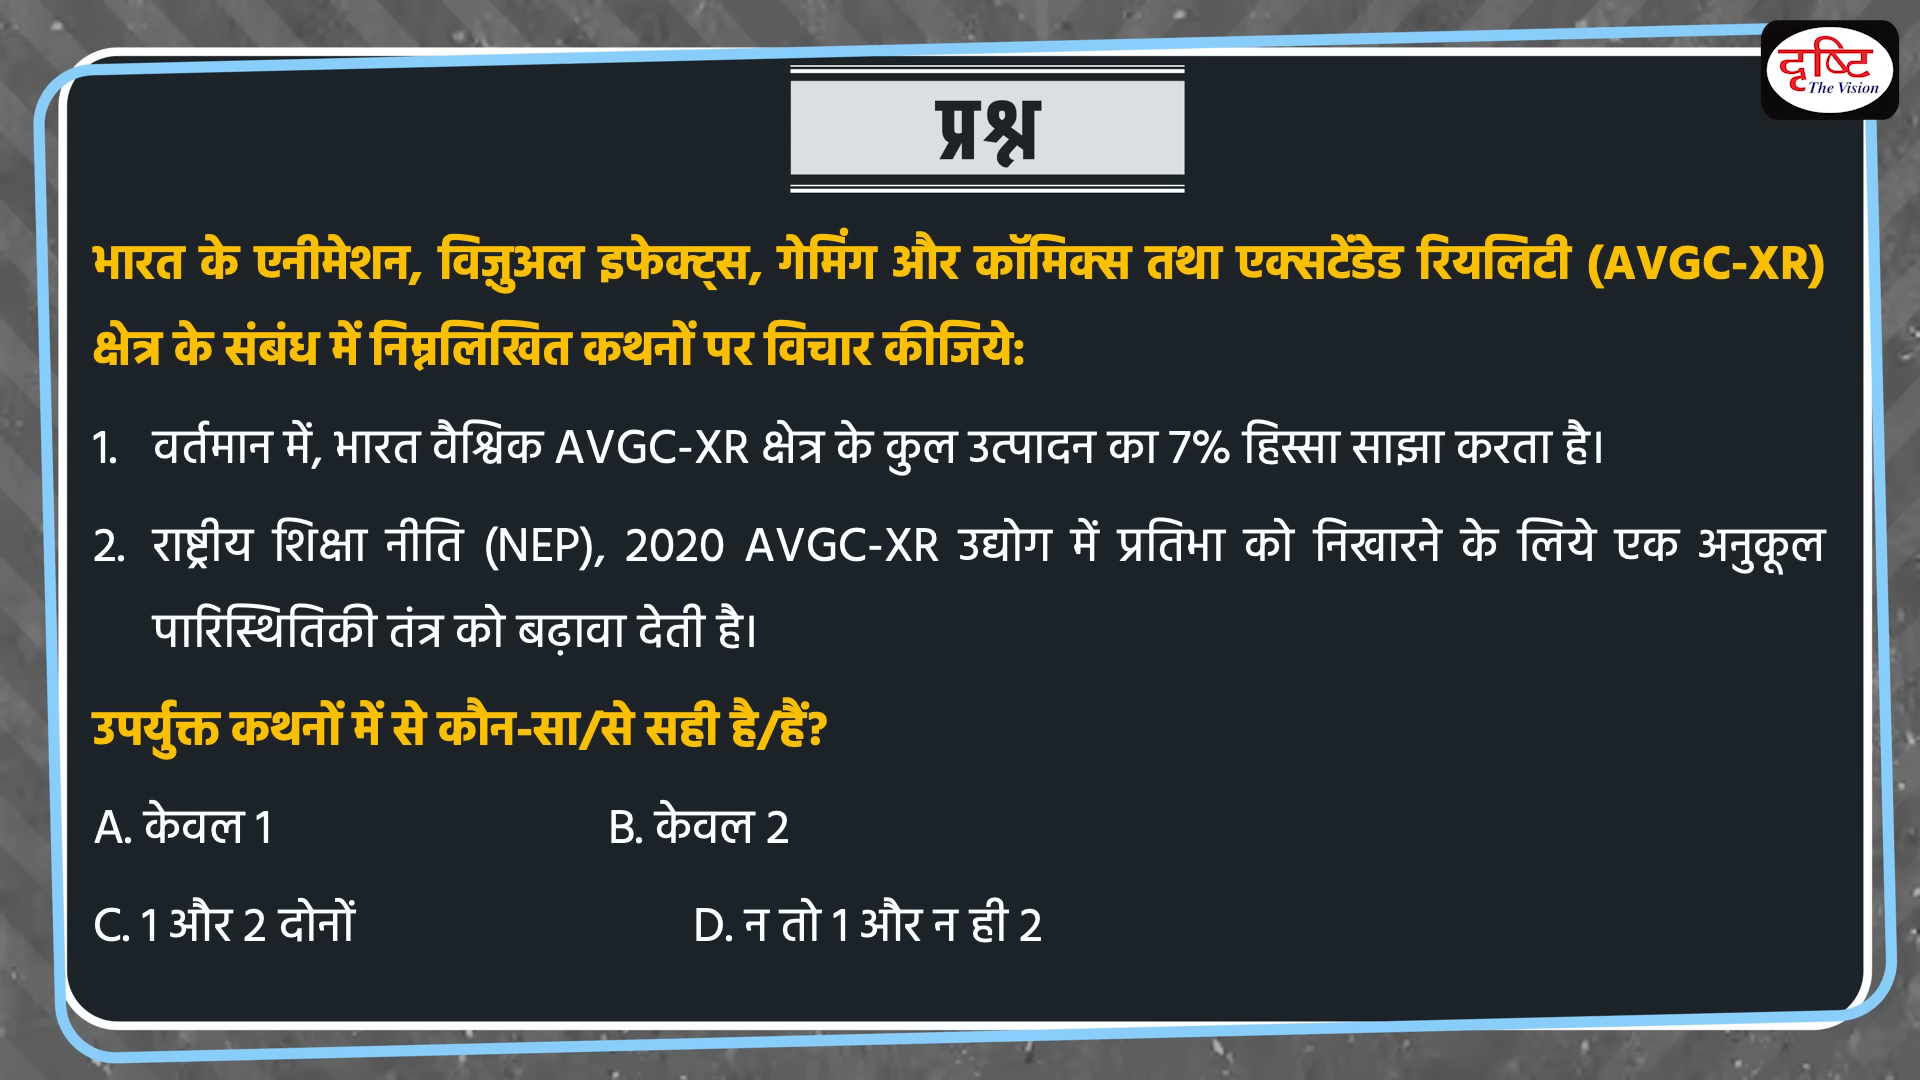 दृष्टि
The Vision
प्रश्न
भारत के एनीमेशन, विज़ुअल इफेक्ट्स, गेमिंग और कॉमिक्स तथा एक्सटेंडेड रियलिटी (AVGC-XR)
क्षेत्र के संबंध में निम्नलिखित कथनों पर विचार कीजिये:
1. वर्तमान में, भारत वैश्विक AVGC-XR क्षेत्र के कुल उत्पादन का 7% हिस्सा साझा करता है।
2. राष्ट्रीय शिक्षा नीति (NEP), 2020 AVGC-XR उद्योग में प्रतिभा को निखारने के लिये एक अनुकूल
पारिस्थितिकी तंत्र को बढ़ावा देती है।
उपर्युक्त कथनों में से कौन-सा/से सही है/हैं?
A. केवल 1 B. केवल 2
C. 1 और 2 दोनों D. न तो 1 और न ही 2